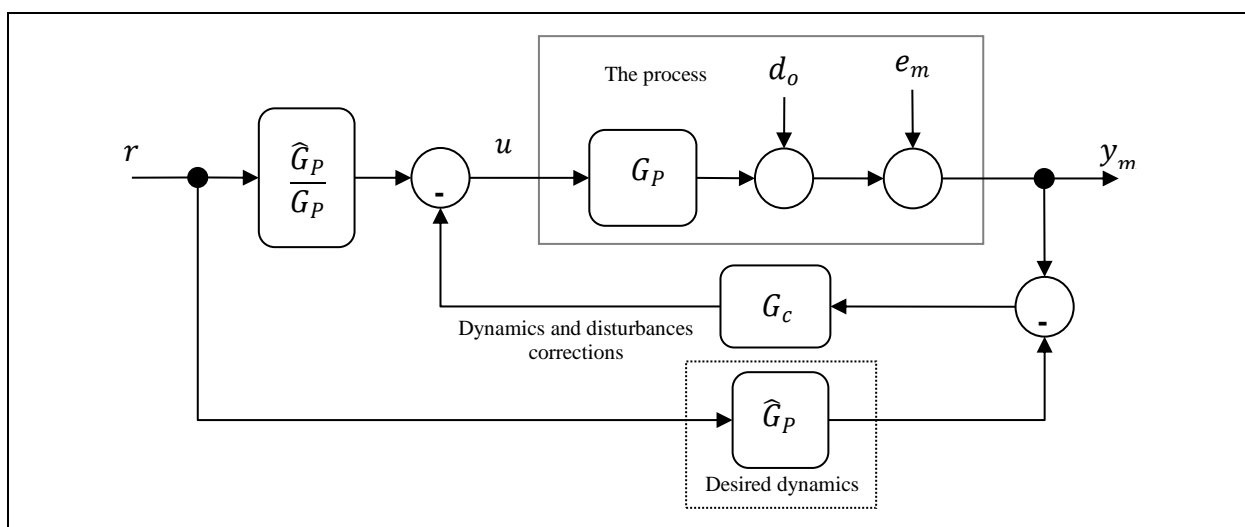 The process
d_o
e_m
r
Ĝ_P
G_P
-
u
G_P
y_m
G_c
-
Dynamics and disturbances
corrections
Ĝ_P
Desired dynamics